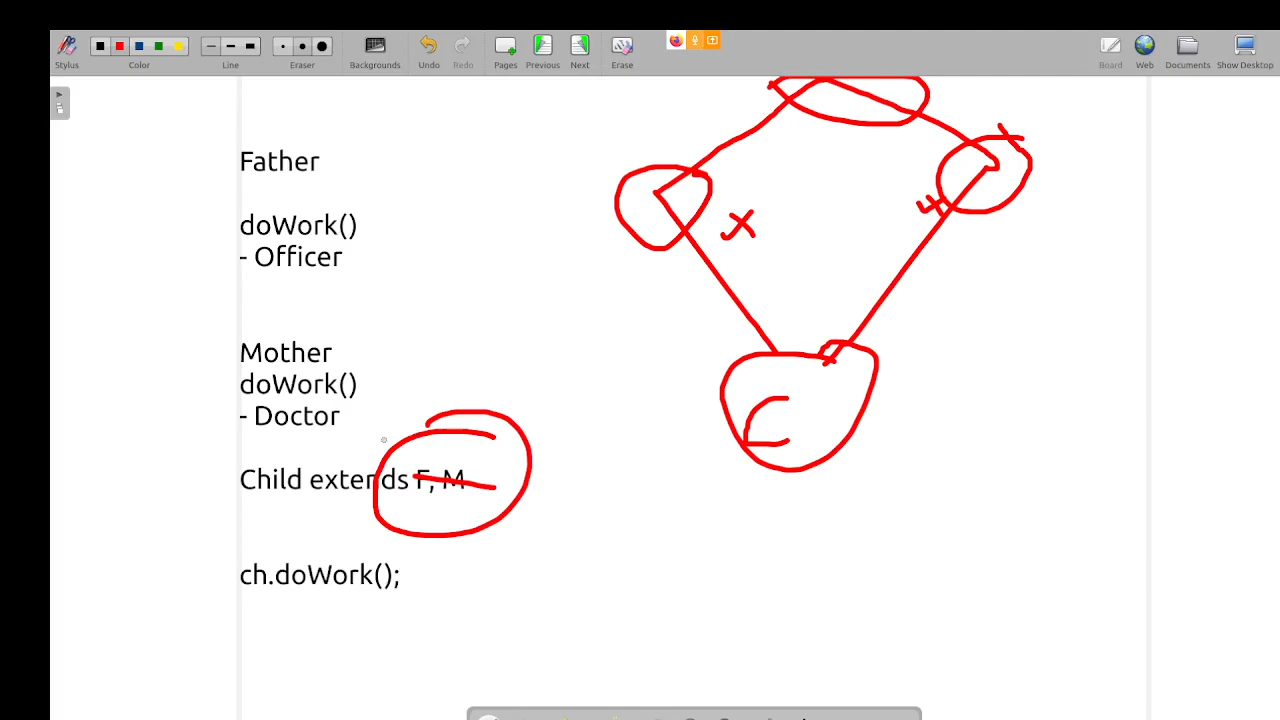 Stylus Color Line Eraser Backgrounds Undo Redo Pages Previous Next Erase Board Web Documents Show Desktop
Father
doWork()
- Officer
Mother
doWork()
- Doctor
Child extends F, M
ch.doWork();